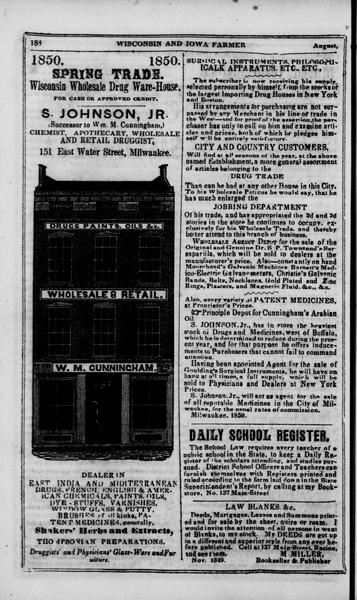 188
WISCONSIN AND IOWA FARMER
August,
1850. 1850.
SPRING TRADE.
Wisconsin Wholesale Drug Ware-House.
FOR CASH OR APPROVED CREDIT.
S. JOHNSON, JR.
(Successor to Wm. M. Cunningham,)
CHEMIST, APOTHECARY, WHOLESALE
AND RETAIL DRUGGIST,
151 East Water Street, Milwaukee.
DRUGS PAINTS, OILS &c.
WHOLESALE & RETAIL.
W. M. CUNNINGHAM.
DEALER IN
EAST INDIA AND MIDITERANEAN
DRUGS, FRENCH, ENGLISH & AMER-
ICAN CHEMICALS, PAINTS, OILS,
DYE-STUFFS, VARNISHES,
WINDOW GLASS & PUTTY,
BRUSHES of all kinks, PA-
TENT MEDICINES, generally,
Shakers' Herbs and Extracts,
THOMPSONIAN PREPARATIONS,
Druggists' and Physicians' Glass-Ware and Fur
niture.
SURGICAL INSTRUMENTS, PHILOSOPH-
ICALK APPARATUS, ETC., ETC.,
The subscriber is now receiving his supply,
selected personally by himself, from the stocks of
the largest Importing Drug Houses in New York
and Boston.
His arrangements for purchasing are not sur-
passed by any Merchant in his line of trade in
the West—and for proof of the assertion, the pur-
chaser has only to call on him and examine arti-
cles and prices, both of which he pledges him-
self will be entirely satisfactory.
CITY AND COUNTRY CUSTOMERS,
Will find at all seasons of the year, at the above
named Establishment, a more general assortment
of articles belonging to the
DRUG TRADE
Than can be had at any other House in this City.
To his Wholesale Patrons he would say, that he
has much enlarged the
JOBBING DEPARTMENT
Of his trade, and has appropriated the 2d and 3d
stories in the store he continues to occupy, ex-
clusively for his Wholesale Trade, and thereby
better attend to this branch of business.
WHOLESALE AGENT DEPOT for the sale of the
Original and Genuine Dr. S. P. Townsend's Sar-
saparilla, which will be sold to dealers at the
manufacturer's price. Also—constantly on hand
Moorhead's Galvanic Machines Barnett's Med-
ico-Electric Galvanometers, Christie's Galvanic
Bands, Belts, Necklaces, Gold Plated and Zinc
Rings, Plasters, and Magnetic Fluid, &c., &c.
Also, every variety of PATENT MEDICINES,
at Proprietor's Prices.
Principle Depot for Cunningham's Arabian
Oil.
S. JOHNSON, Jr., has in store the heaviest
stock of Drugs and Medicines, west of Buffalo,
which he is determined to reduce during the pres-
ent year, and for that purpose he offers induce-
ments to Purchasers that cannot fail to command
attention.
Having been appointed Agent for the sale of
Goulding's Surgical Instruments, he will have on
hand at all times, a full supply, which will be
sold to Physicians and Dealers at New York
Prices.
S. Johnson, Jr., will act as agent for the sale
of all reputable Medicines in the City of Mil-
waukee, for the usual rates of commission.
Milwaukee, 1850.
DAILY SCHOOL REGISTER.
The School Law requires every teacher of a
public school in the State, to keep a Daily Re-
gister of the scholars attending, and studies pur-
sued. District School Officers and Teachers can
furnish themselves with Registers printed and
ruled according to the form laid down in the State
Superintendant's Report, by calling at my Book-
store, No. 137 Main-Street
LAW BLANKS, &c.
Deeds, Mortgages, Leases and Summons print-
ed and for sale by the sheet, quire or ream. I
would invite the attention of all persons in want
of Blanks, to my stock. My DEEDS are got up
in a different and superior style from any ever be-
fore published. Call at 137 Main-Street, Racine,
and see them.
M. MILLER,
Nov. 1849. Bookseller & Publisher